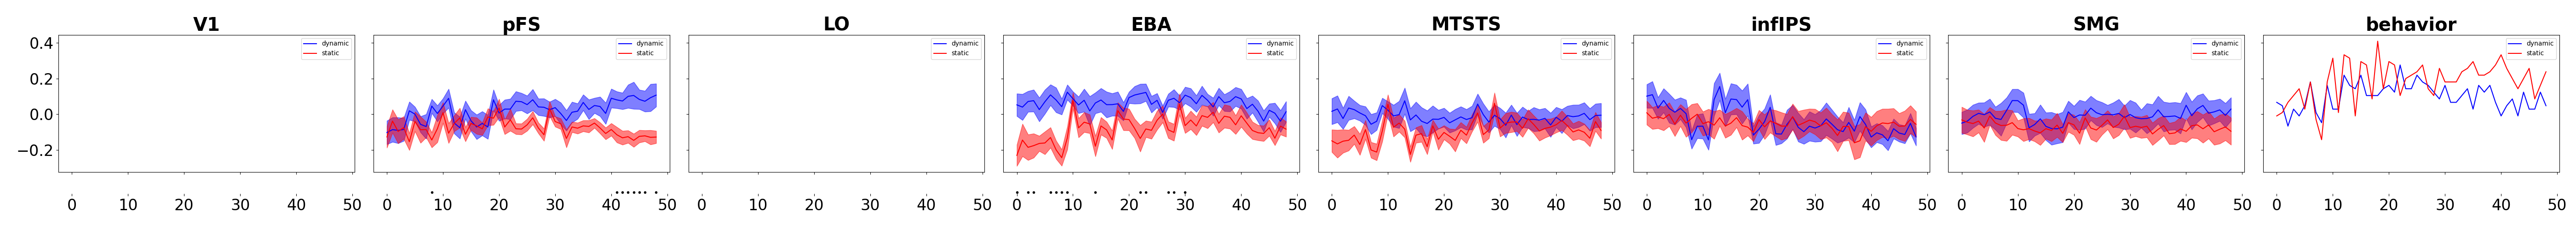 V1 pFS LO EBA MTSTS infIPS SMG behavior
dynamic dynamic dynamic dynamic dynamic dynamic dynamic dynamic
static static static static static static static static
0.4
0.2
0.0
−0.2
0 10 20 30 40 50 0 10 20 30 40 50 0 10 20 30 40 50 0 10 20 30 40 50 0 10 20 30 40 50 0 10 20 30 40 50 0 10 20 30 40 50 0 10 20 30 40 50